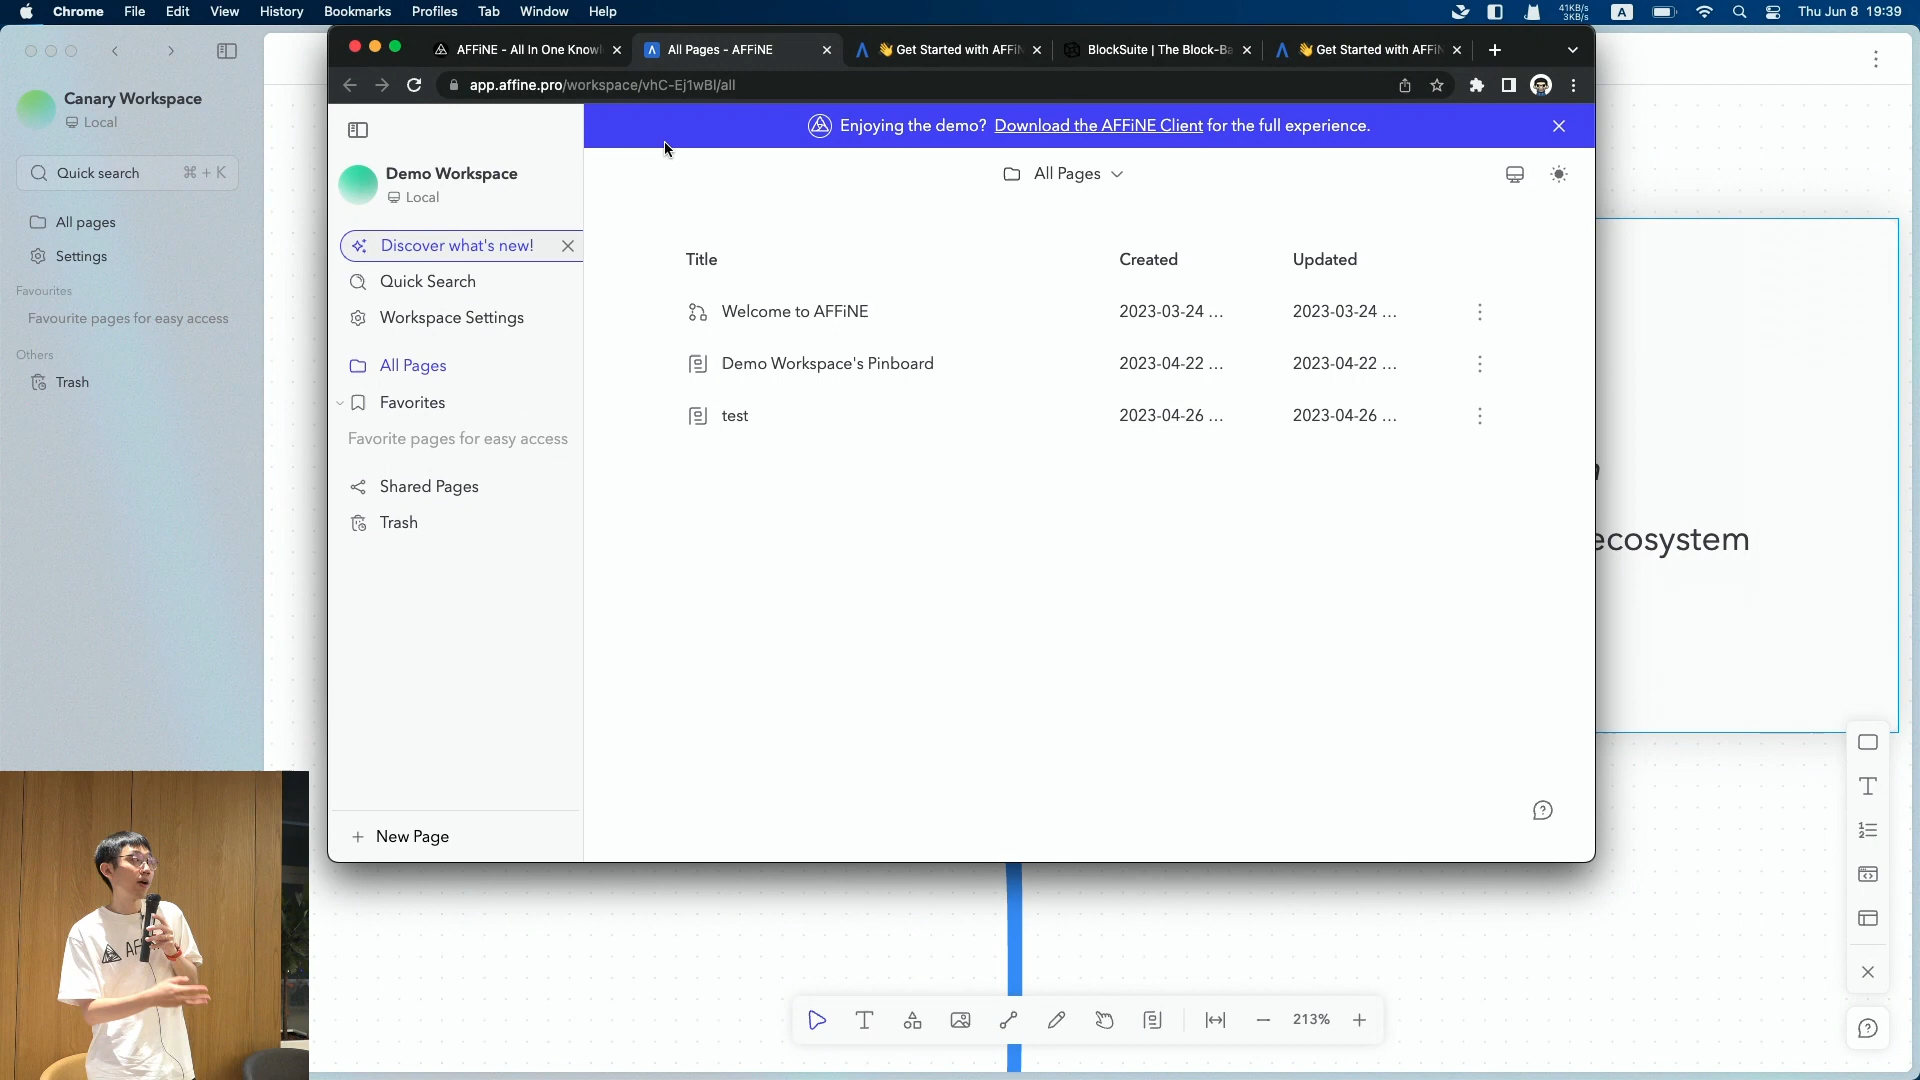 Chrome File Edit View History Bookmarks Profiles Tab Window Help
41KB/s
3KB/s
A
Thu Jun 8 19:39
AFFiNE - All In One Knowl
All Pages - AFFiNE
👋 Get Started with AFFiN
BlockSuite | The Block-Ba
👋 Get Started with AFFiN
app.affine.pro/workspace/vhC-Ej1wBl/all
Canary Workspace
Local
Quick search ⌘ + K
All pages
Settings
Favourites
Favourite pages for easy access
Others
Trash
Enjoying the demo? Download the AFFiNE Client for the full experience.
Demo Workspace
Local
Discover what's new!
Quick Search
Workspace Settings
All Pages
Favorites
Favorite pages for easy access
Shared Pages
Trash
New Page
All Pages
Title Created Updated
Welcome to AFFiNE 2023-03-24 ... 2023-03-24 ...
Demo Workspace's Pinboard 2023-04-22 ... 2023-04-22 ...
test 2023-04-26 ... 2023-04-26 ...
ecosystem
213%